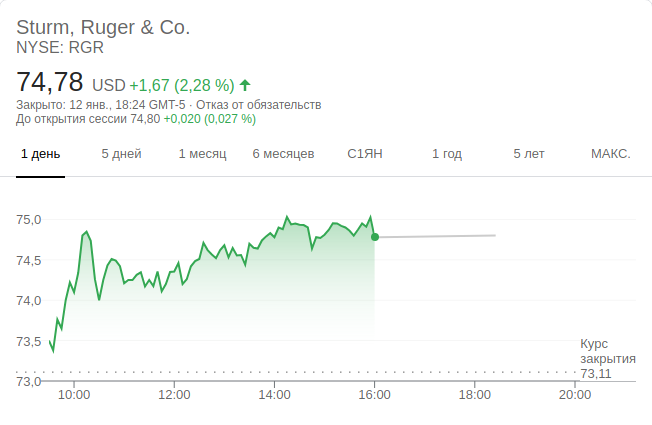 Sturm, Ruger & Co.
NYSE: RGR
74,78 USD +1,67 (2,28 %)
Закрыто: 12 янв., 18:24 GMT-5 · Отказ от обязательств
До открытия сессии 74,80 +0,020 (0,027 %)
1 день 5 дней 1 месяц 6 месяцев С1ЯН 1 год 5 лет МАКС.
75,0
74,5
74,0
73,5
Курс
закрытия
73,11
73,0
10:00 12:00 14:00 16:00 18:00 20:00